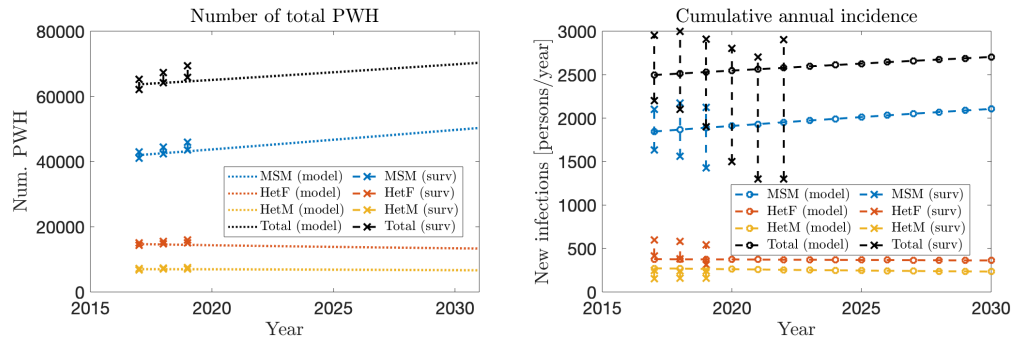 Number of total PWH
80000
60000
40000
20000
0
Num. PWH
2015
2020
2025
2030
Year
MSM (model)
MSM (surv)
HetF (model)
HetF (surv)
HetM (model)
HetM (surv)
Total (model)
Total (surv)
Cumulative annual incidence
3000
2500
2000
1500
1000
500
0
New infections [persons/year]
2015
2020
2025
2030
Year
MSM (model)
MSM (surv)
HetF (model)
HetF (surv)
HetM (model)
HetM (surv)
Total (model)
Total (surv)